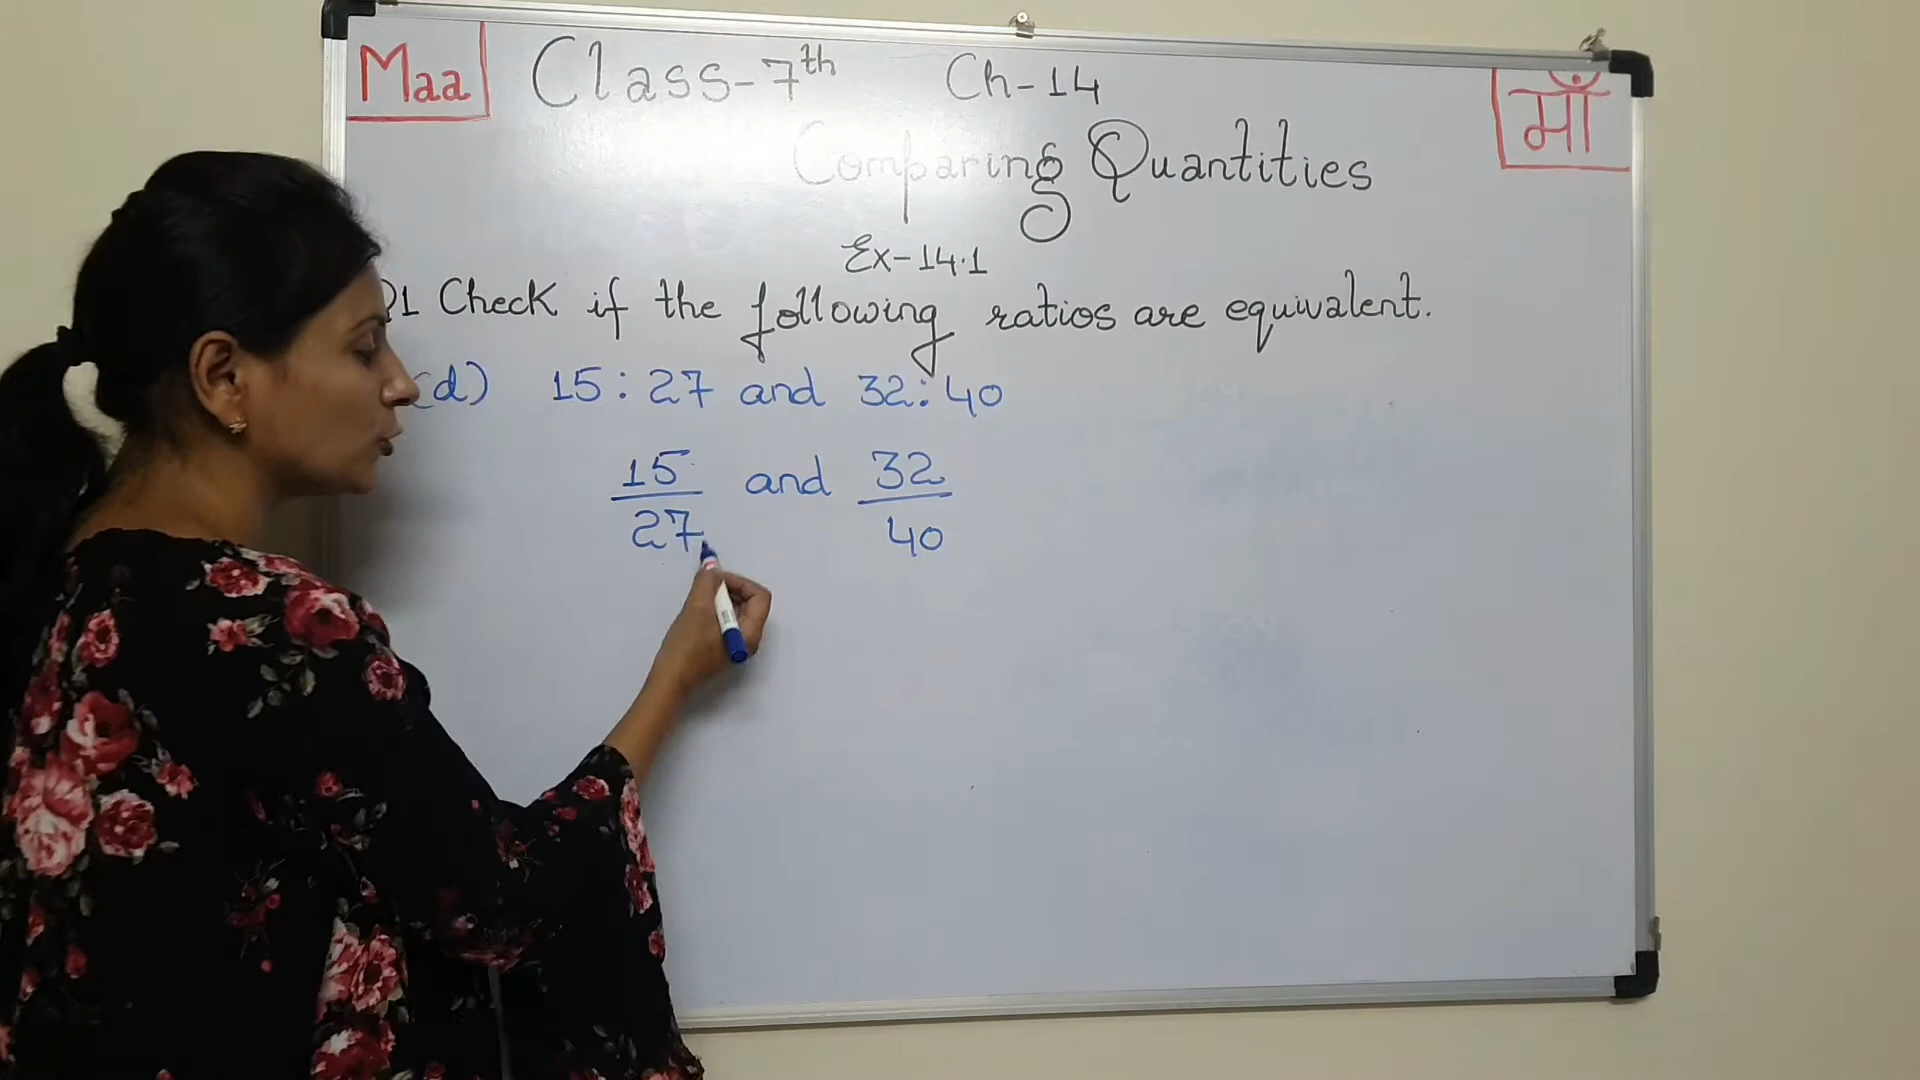 Maa Class-7th Ch-14 माँ
Comparing Quantities
Ex-14.1
Q1 Check if the following ratios are equivalent.
(d) 15:27 and 32:40
15/27 and 32/40